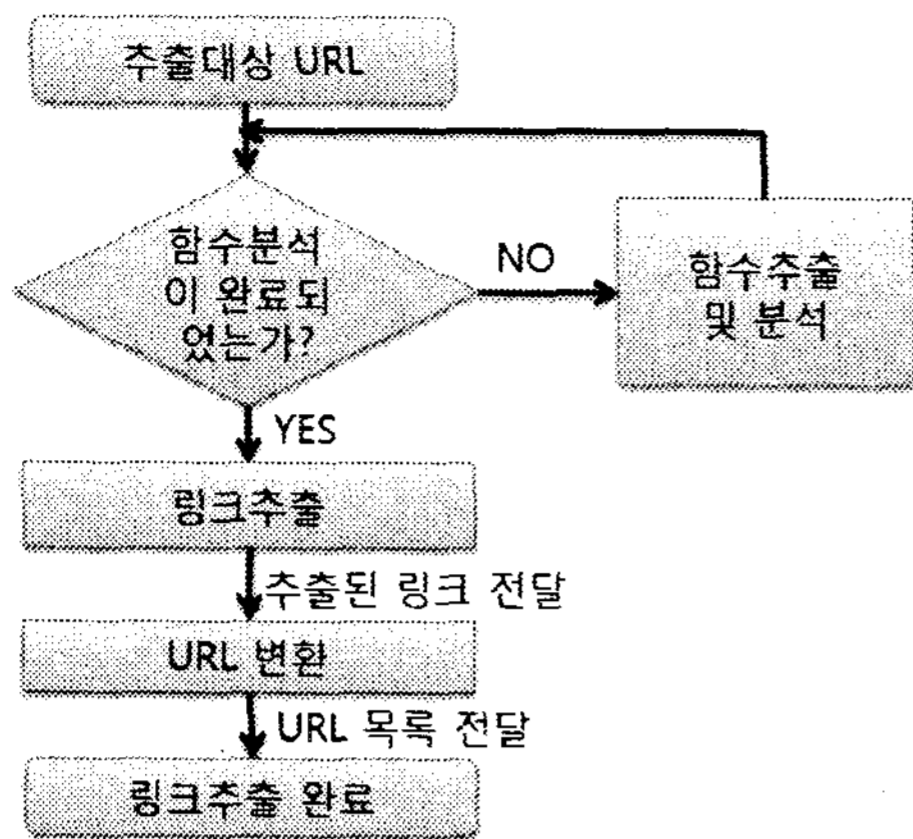 추출대상 URL
함수분석
이 완료되
었는가?
NO
함수추출
및 분석
YES
링크추출
추출된 링크 전달
URL 변환
URL 목록 전달
링크추출 완료